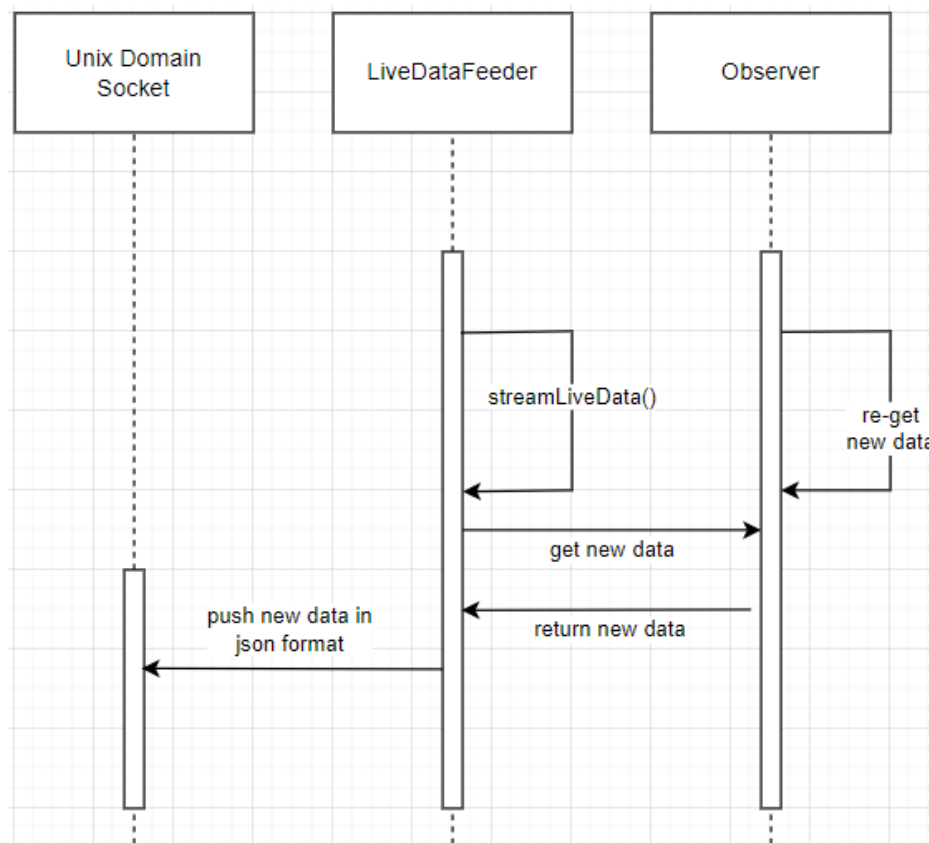 Unix Domain
Socket
LiveDataFeeder
Observer
streamLiveData()
re-get
new data
get new data
return new data
push new data in
json format